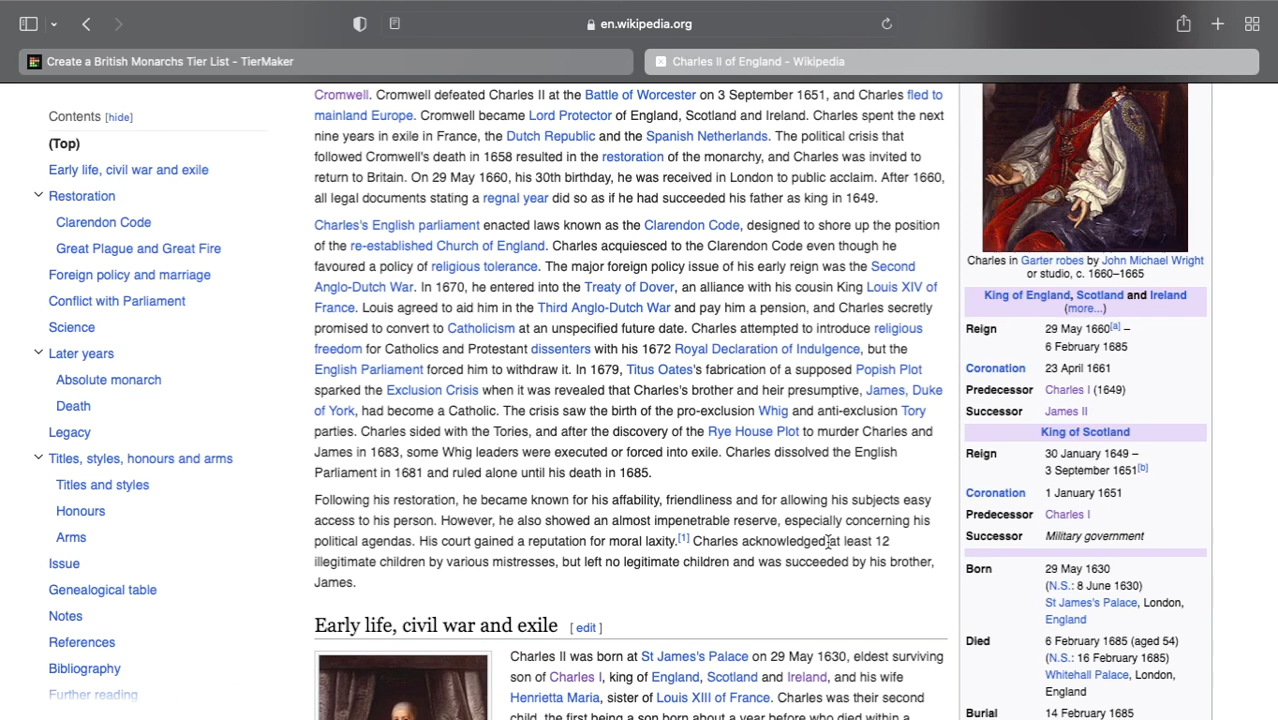 en.wikipedia.org
Create a British Monarchs Tier List - TierMaker
Charles II of England - Wikipedia
Contents [hide]
(Top)
Early life, civil war and exile
Restoration
Clarendon Code
Great Plague and Great Fire
Foreign policy and marriage
Conflict with Parliament
Science
Later years
Absolute monarch
Death
Legacy
Titles, styles, honours and arms
Titles and styles
Honours
Arms
Issue
Genealogical table
Notes
References
Bibliography
Further reading
Cromwell. Cromwell defeated Charles II at the Battle of Worcester on 3 September 1651, and Charles fled to
mainland Europe. Cromwell became Lord Protector of England, Scotland and Ireland. Charles spent the next
nine years in exile in France, the Dutch Republic and the Spanish Netherlands. The political crisis that
followed Cromwell's death in 1658 resulted in the restoration of the monarchy, and Charles was invited to
return to Britain. On 29 May 1660, his 30th birthday, he was received in London to public acclaim. After 1660,
all legal documents stating a regnal year did so as if he had succeeded his father as king in 1649.
Charles's English parliament enacted laws known as the Clarendon Code, designed to shore up the position
of the re-established Church of England. Charles acquiesced to the Clarendon Code even though he
favoured a policy of religious tolerance. The major foreign policy issue of his early reign was the Second
Anglo-Dutch War. In 1670, he entered into the Treaty of Dover, an alliance with his cousin King Louis XIV of
France. Louis agreed to aid him in the Third Anglo-Dutch War and pay him a pension, and Charles secretly
promised to convert to Catholicism at an unspecified future date. Charles attempted to introduce religious
freedom for Catholics and Protestant dissenters with his 1672 Royal Declaration of Indulgence, but the
English Parliament forced him to withdraw it. In 1679, Titus Oates's fabrication of a supposed Popish Plot
sparked the Exclusion Crisis when it was revealed that Charles's brother and heir presumptive, James, Duke
of York, had become a Catholic. The crisis saw the birth of the pro-exclusion Whig and anti-exclusion Tory
parties. Charles sided with the Tories, and after the discovery of the Rye House Plot to murder Charles and
James in 1683, some Whig leaders were executed or forced into exile. Charles dissolved the English
Parliament in 1681 and ruled alone until his death in 1685.
Following his restoration, he became known for his affability, friendliness and for allowing his subjects easy
access to his person. However, he also showed an almost impenetrable reserve, especially concerning his
political agendas. His court gained a reputation for moral laxity.[1] Charles acknowledged at least 12
illegitimate children by various mistresses, but left no legitimate children and was succeeded by his brother,
James.
Early life, civil war and exile [ edit ]
Charles II was born at St James's Palace on 29 May 1630, eldest surviving
son of Charles I, king of England, Scotland and Ireland, and his wife
Henrietta Maria, sister of Louis XIII of France. Charles was their second
child, the first being a son born about a year before who died within a
Charles in Garter robes by John Michael Wright
or studio, c. 1660–1665
King of England, Scotland and Ireland
(more...)
Reign 29 May 1660[a] –
6 February 1685
Coronation 23 April 1661
Predecessor Charles I (1649)
Successor James II
King of Scotland
Reign 30 January 1649 –
3 September 1651[b]
Coronation 1 January 1651
Predecessor Charles I
Successor Military government
Born 29 May 1630
(N.S.: 8 June 1630)
St James's Palace, London,
England
Died 6 February 1685 (aged 54)
(N.S.: 16 February 1685)
Whitehall Palace, London,
England
Burial 14 February 1685